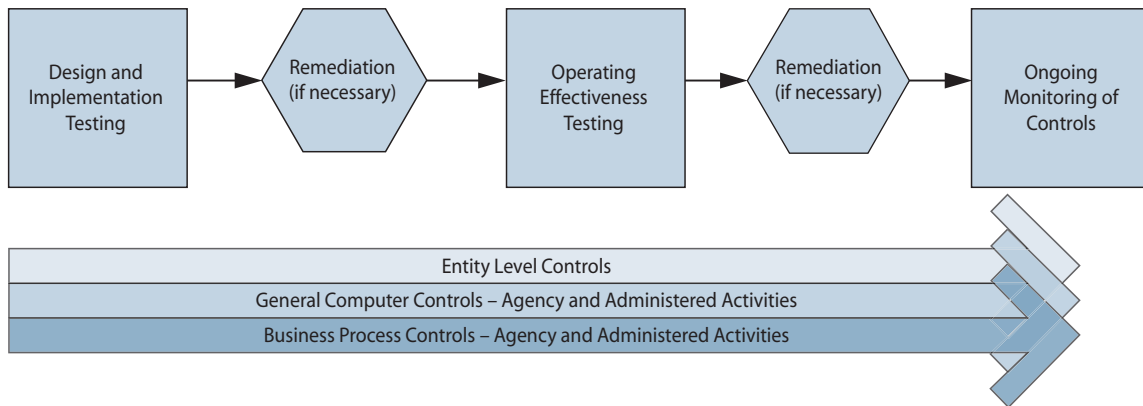 Design and
Implementation
Testing
Remediation
(if necessary)
Operating
Effectiveness
Testing
Remediation
(if necessary)
Ongoing
Monitoring of
Controls
Entity Level Controls
General Computer Controls – Agency and Administered Activities
Business Process Controls – Agency and Administered Activities